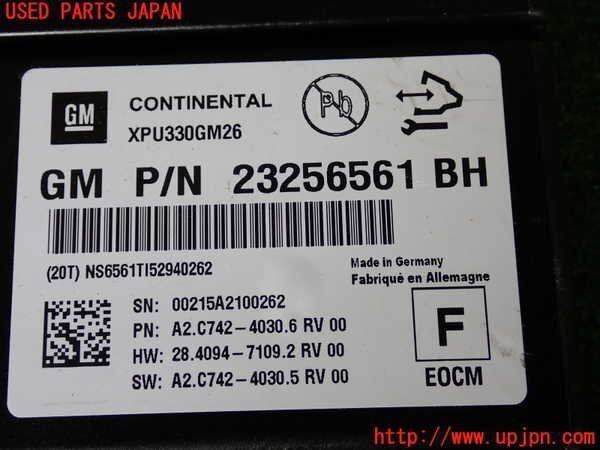 USED PARTS JAPAN
GM
CONTINENTAL
XPU330GM26
Pb
GM P/N 23256561 BH
(20T) NS6561TI52940262
Made in Germany
Fabriqué en Allemagne
SN: 00215A2100262
PN: A2.C742-4030.6 RV 00
HW: 28.4094-7109.2 RV 00
SW: A2.C742-4030.5 RV 00
F
EOCM
http://www.upjpn.com/